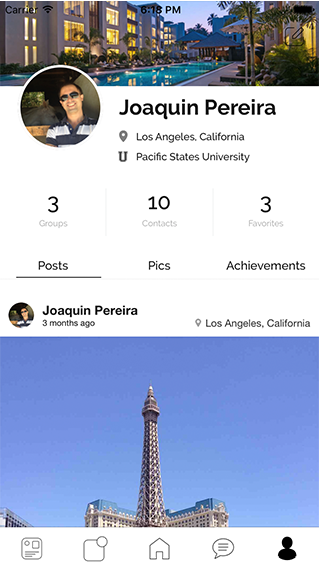 Carrier 6:18 PM
Joaquin Pereira
Los Angeles, California
Pacific States University
3 10 3
Groups Contacts Favorites
Posts Pics Achievements
Joaquin Pereira
3 months ago
Los Angeles, California